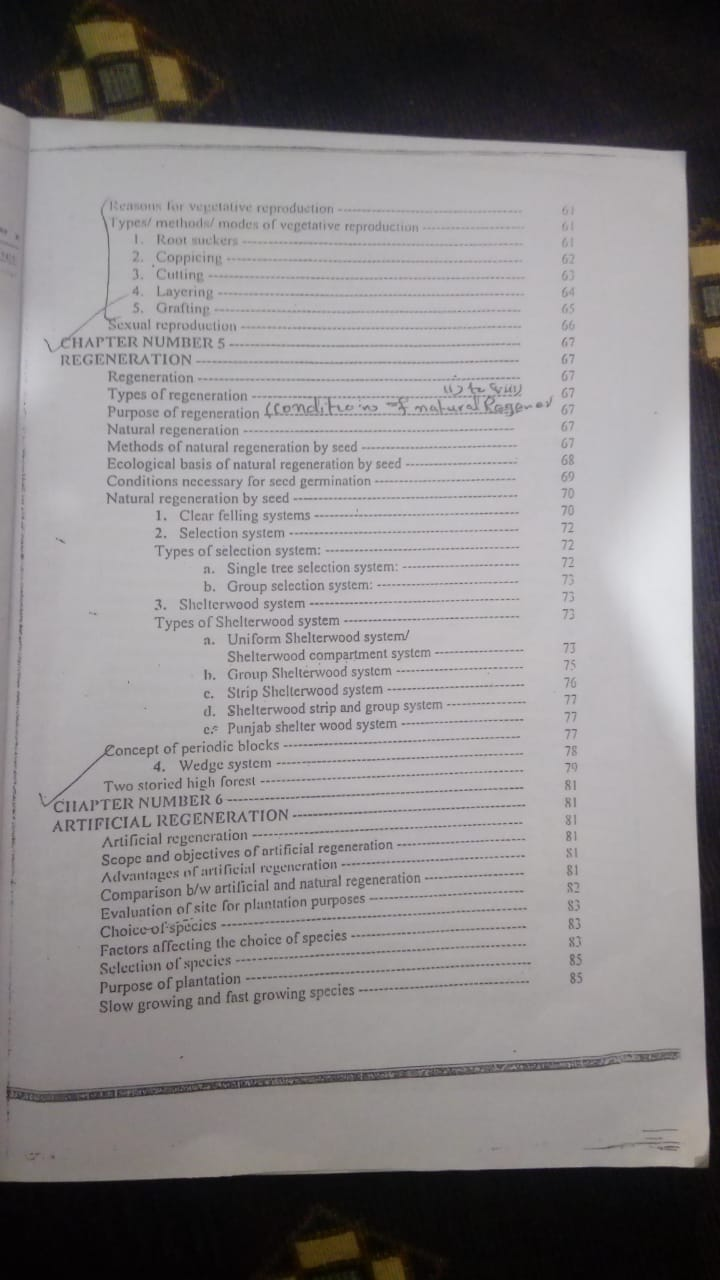 Reasons for vegetative reproduction ---------- 61
Types/ methods/ modes of vegetative reproduction ---------- 61
1. Root suckers ---------- 61
2. Coppicing ---------- 62
3. Cutting ---------- 63
4. Layering ---------- 64
5. Grafting ---------- 65
Sexual reproduction ---------- 66
CHAPTER NUMBER 5 ---------- 67
REGENERATION ---------- 67
Regeneration ---------- 67
Types of regeneration ---------- 67
Purpose of regeneration (conditions of natural Regener 67
Natural regeneration ---------- 67
Methods of natural regeneration by seed ---------- 67
Ecological basis of natural regeneration by seed ---------- 68
Conditions necessary for seed germination ---------- 69
Natural regeneration by seed ---------- 70
1. Clear felling systems ---------- 70
2. Selection system ---------- 72
Types of selection system: ---------- 72
a. Single tree selection system: ---------- 72
b. Group selection system: ---------- 73
3. Shelterwood system ---------- 73
Types of Shelterwood system ---------- 73
a. Uniform Shelterwood system/
Shelterwood compartment system ---------- 73
b. Group Shelterwood system ---------- 75
c. Strip Shelterwood system ---------- 76
d. Shelterwood strip and group system ---------- 77
e. Punjab shelter wood system ---------- 77
Concept of periodic blocks ---------- 77
4. Wedge system ---------- 78
Two storied high forest ---------- 79
CHAPTER NUMBER 6 ---------- 81
ARTIFICIAL REGENERATION ---------- 81
Artificial regeneration ---------- 81
Scope and objectives of artificial regeneration ---------- 81
Advantages of artificial regeneration ---------- 81
Comparison b/w artificial and natural regeneration ---------- 81
Evaluation of site for plantation purposes ---------- 82
Choice of species ---------- 83
Factors affecting the choice of species ---------- 83
Selection of species ---------- 83
Purpose of plantation ---------- 85
Slow growing and fast growing species ---------- 85